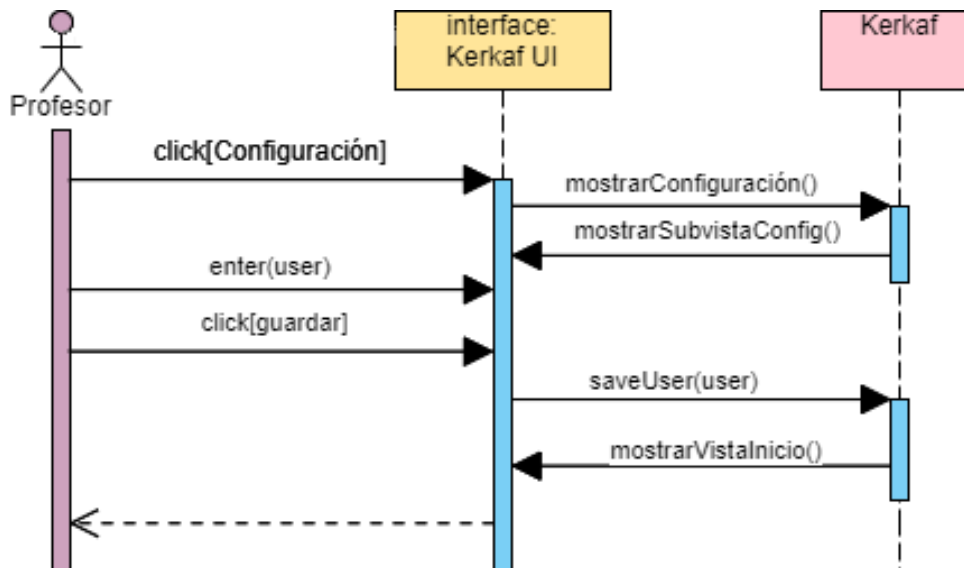 interface:
Kerkaf UI
Kerkaf
Profesor
click[Configuración]
mostrarConfiguración()
mostrarSubvistaConfig()
enter(user)
click[guardar]
saveUser(user)
mostrarVistaInicio()